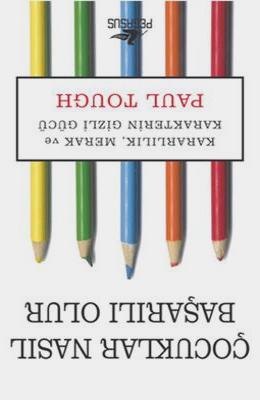 ÇOCUKLAR NASIL
BAŞARILI OLUR
KARARLILIK, MERAK ve
KARAKTERİN GİZLİ GÜCÜ
PAUL TOUGH
PEGASUS